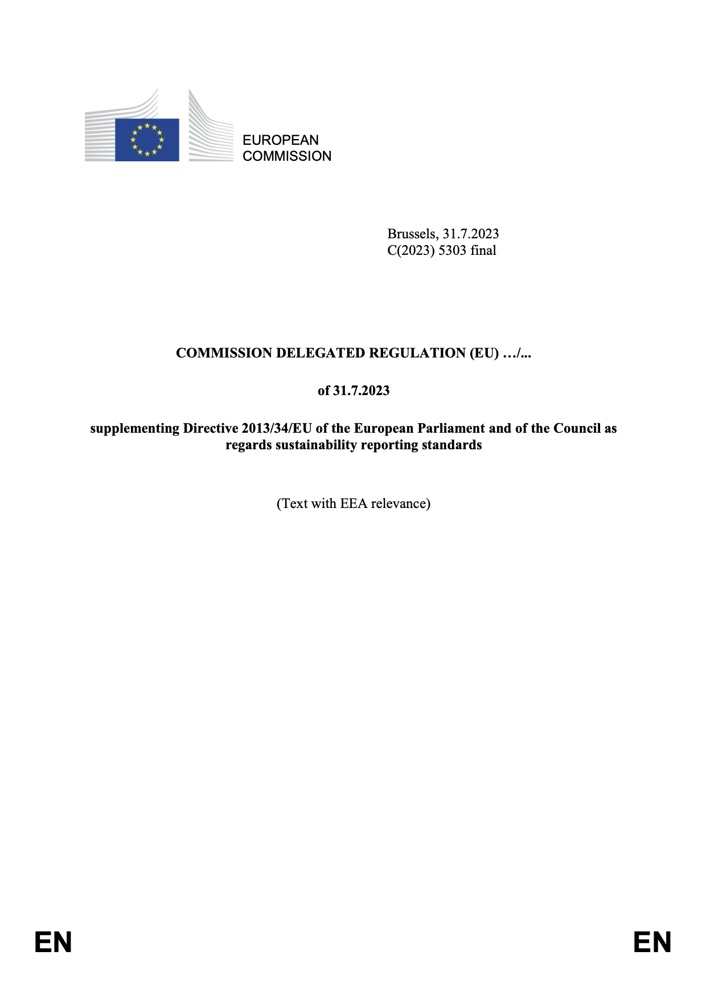 EUROPEAN
COMMISSION
Brussels, 31.7.2023
C(2023) 5303 final
COMMISSION DELEGATED REGULATION (EU) …/...
of 31.7.2023
supplementing Directive 2013/34/EU of the European Parliament and of the Council as
regards sustainability reporting standards
(Text with EEA relevance)
EN
EN